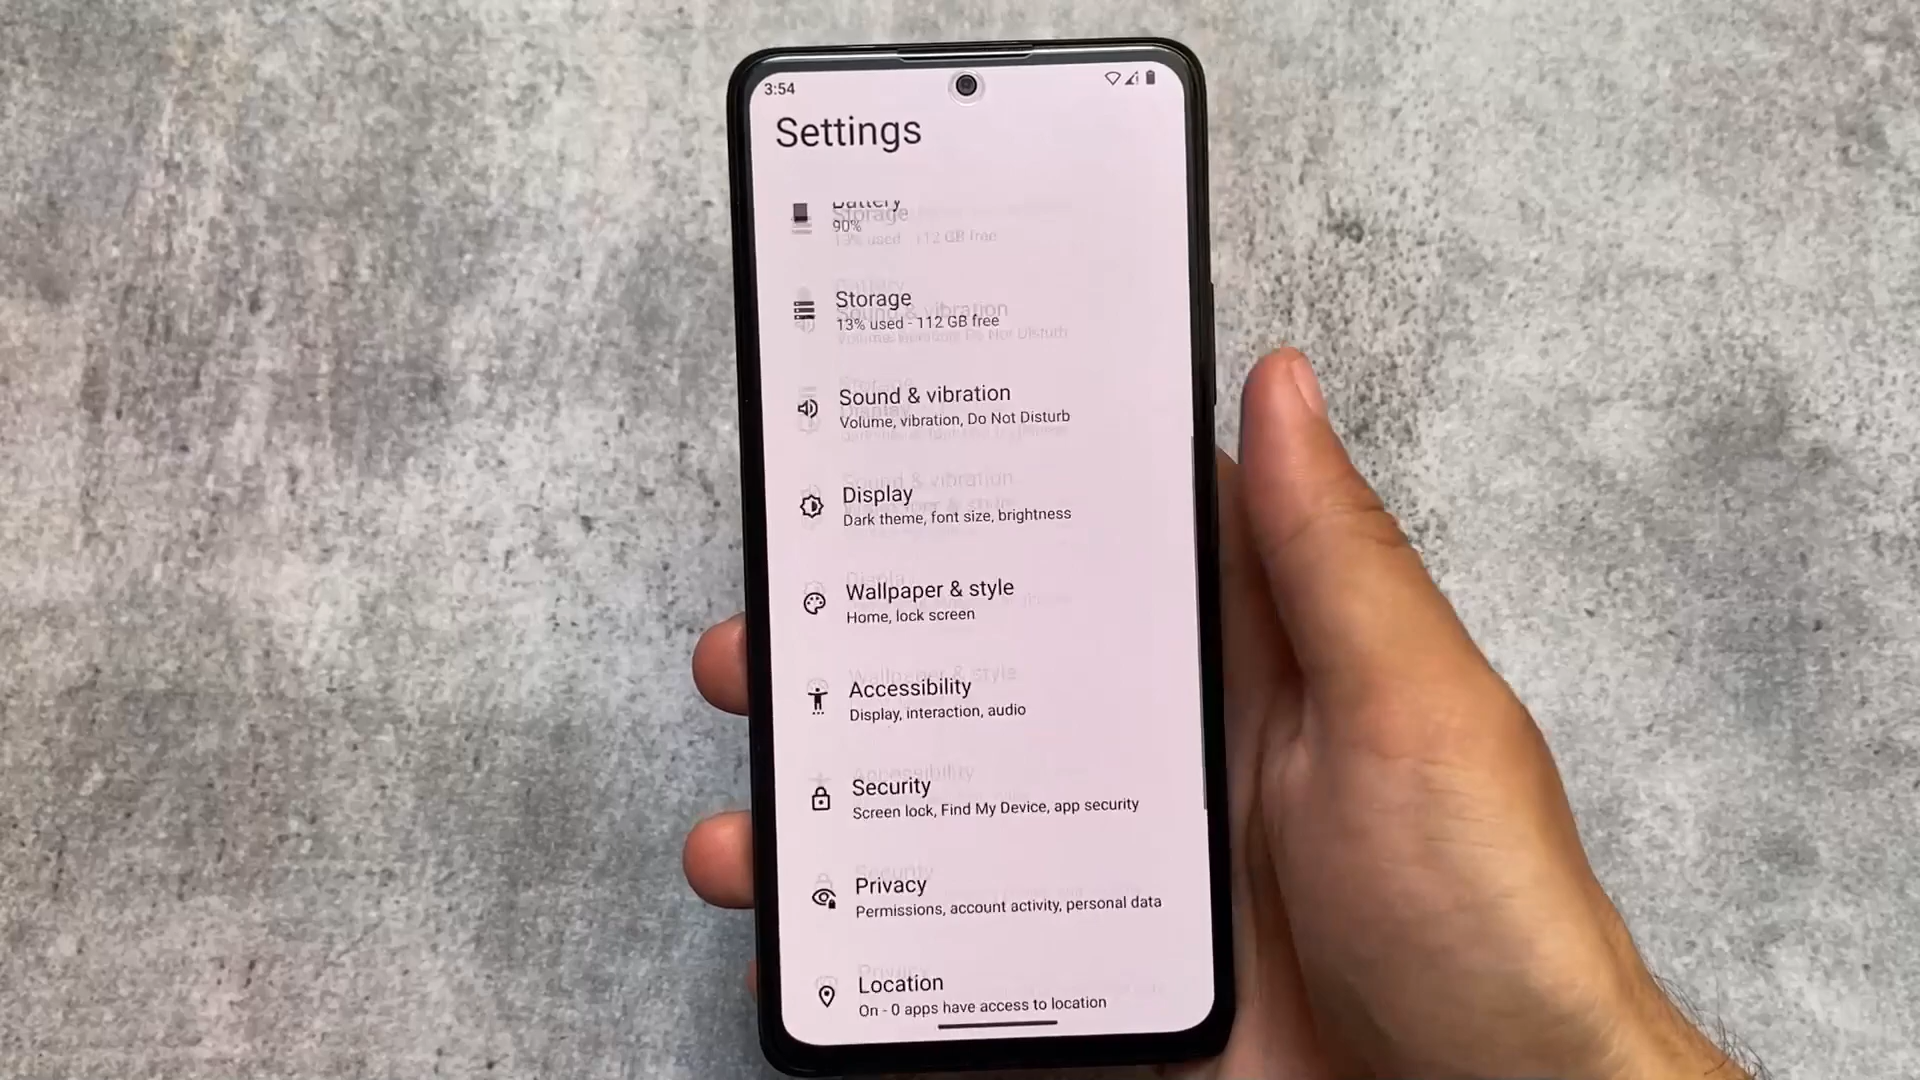 3:54
Settings
Battery
90%
Storage
13% used - 112 GB free
Sound & vibration
Volume, vibration, Do Not Disturb
Display
Dark theme, font size, brightness
Wallpaper & style
Home, lock screen
Accessibility
Display, interaction, audio
Security
Screen lock, Find My Device, app security
Privacy
Permissions, account activity, personal data
Location
On - 0 apps have access to location